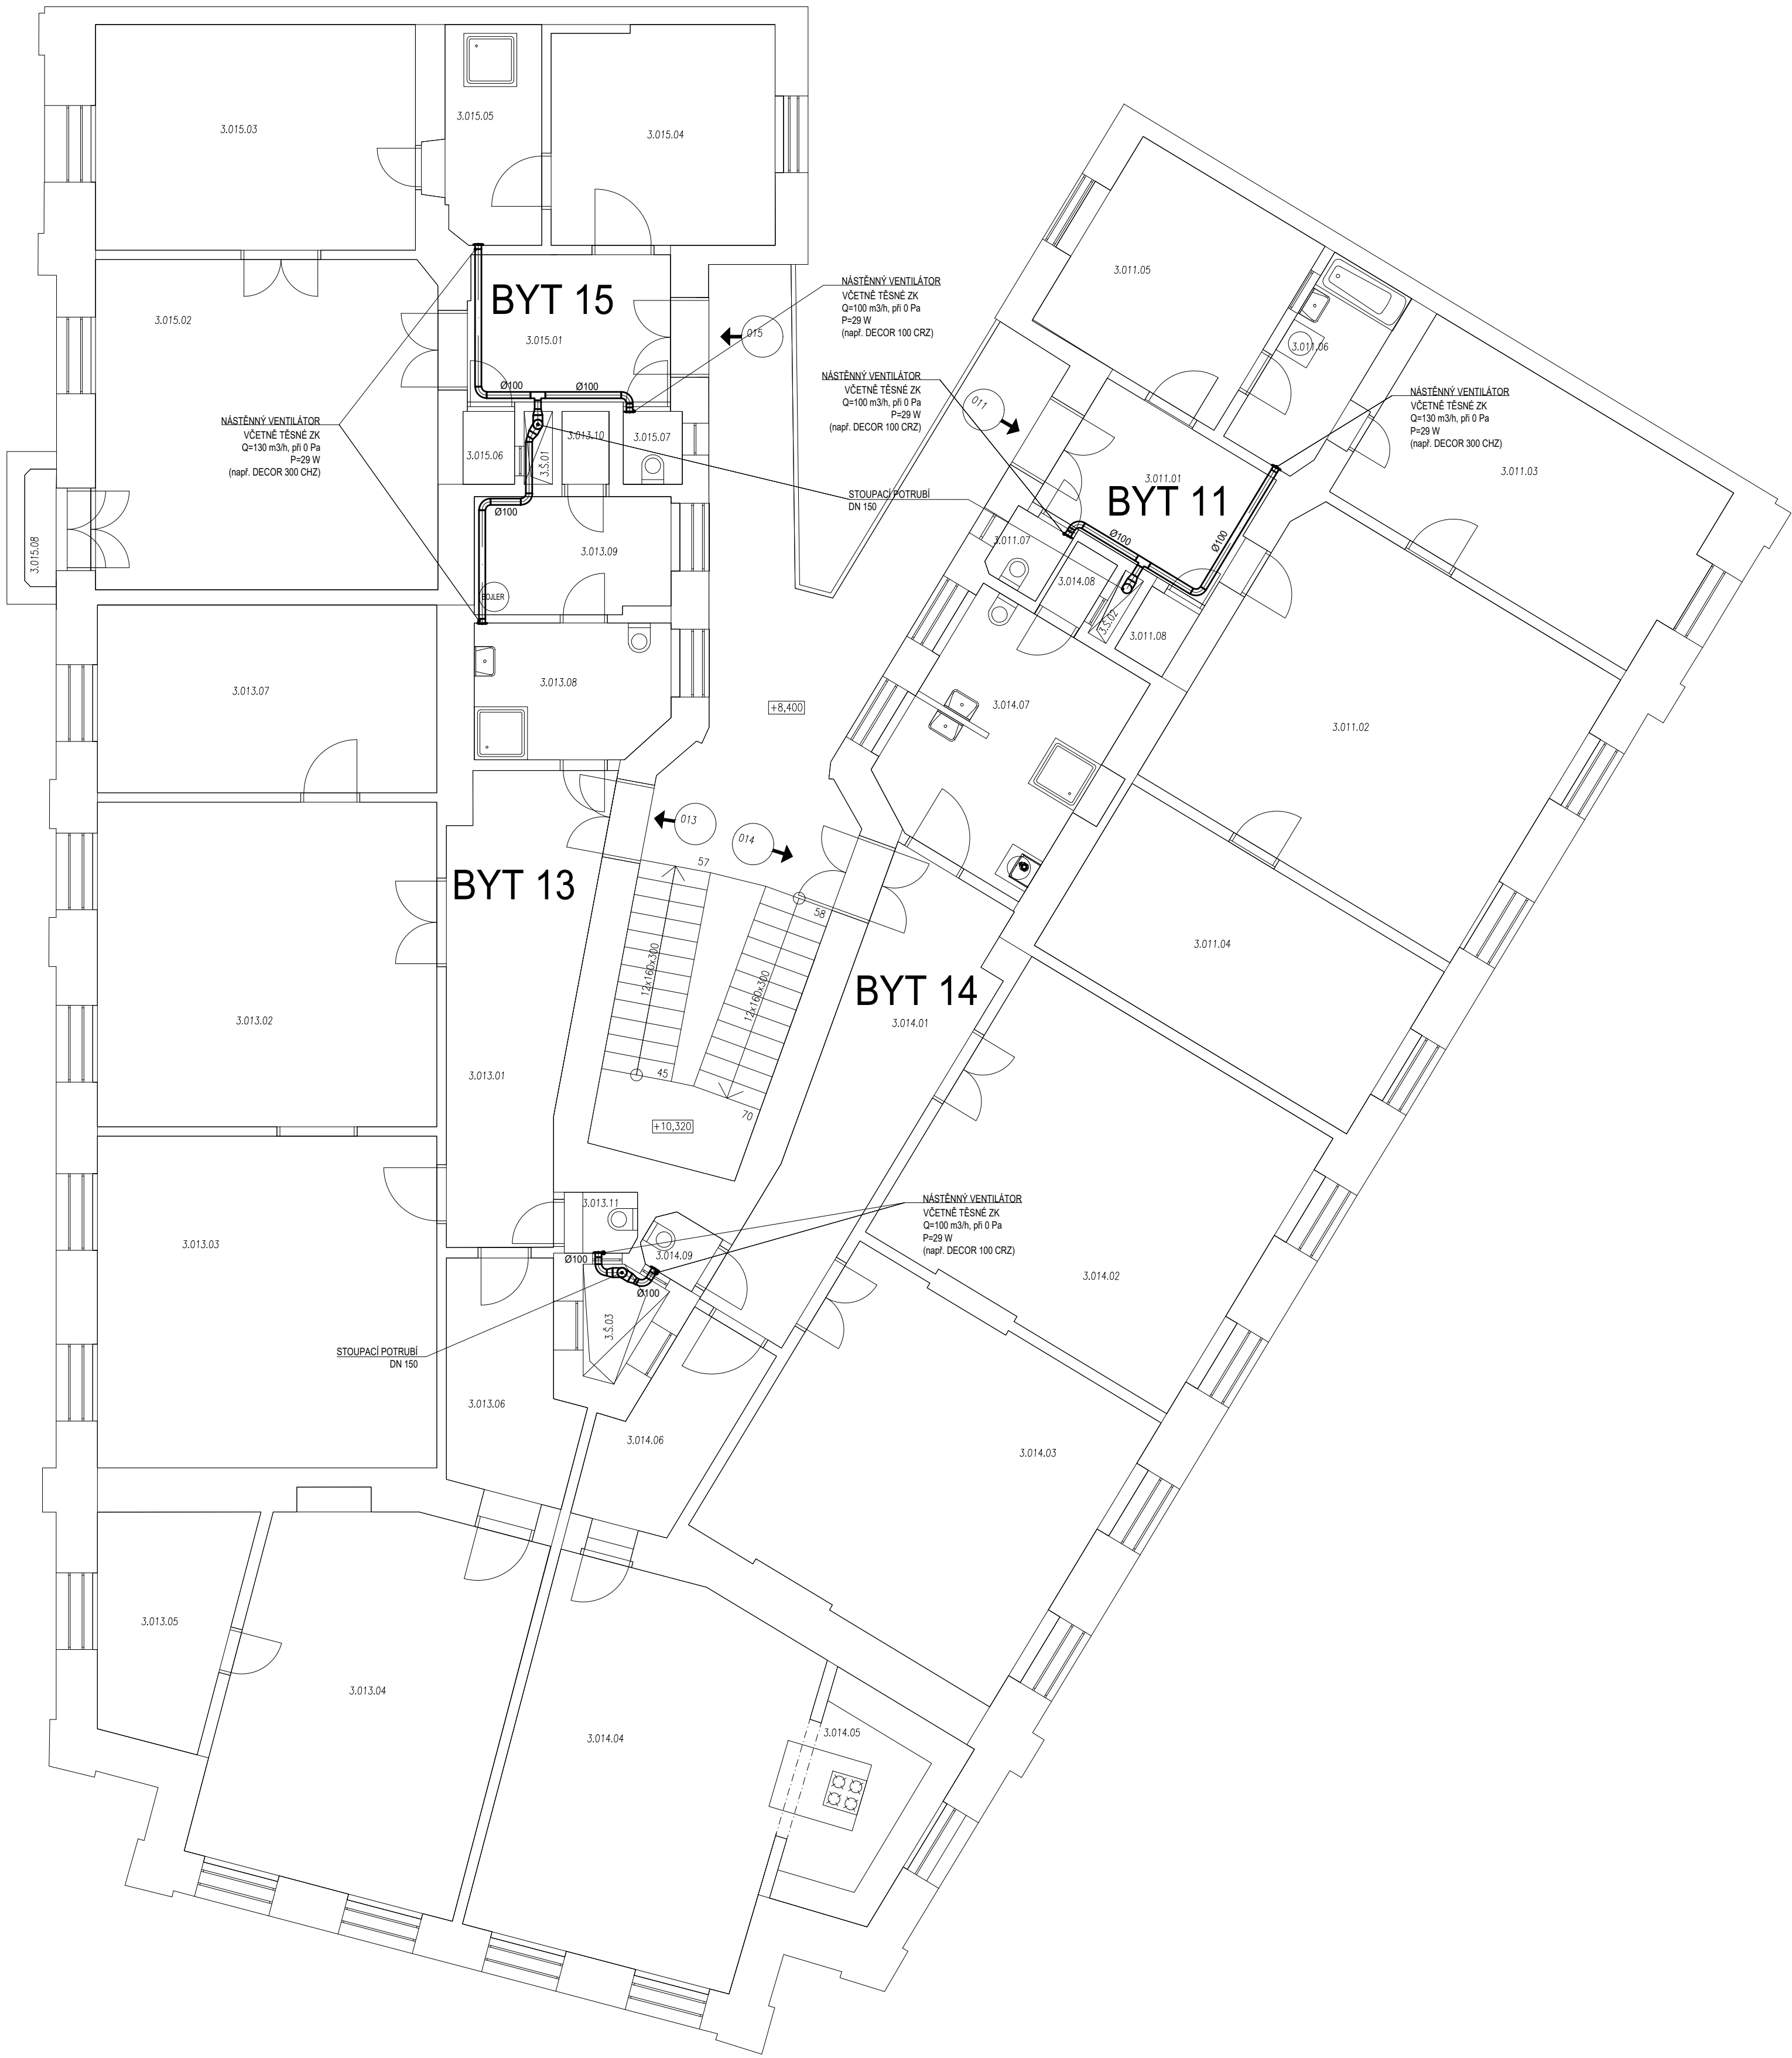 3.015.03
3.015.05
3.015.04
3.015.02
BYT 15
3.015.01
015
Ø100
Ø100
NÁSTĚNNÝ VENTILÁTOR
VČETNĚ TĚSNÉ ZK
Q=100 m3/h, při 0 Pa
P=29 W
(např. DECOR 100 CRZ)
NÁSTĚNNÝ VENTILÁTOR
VČETNĚ TĚSNÉ ZK
Q=100 m3/h, při 0 Pa
P=29 W
(např. DECOR 100 CRZ)
NÁSTĚNNÝ VENTILÁTOR
VČETNĚ TĚSNÉ ZK
Q=130 m3/h, při 0 Pa
P=29 W
(např. DECOR 300 CHZ)
NÁSTĚNNÝ VENTILÁTOR
VČETNĚ TĚSNÉ ZK
Q=130 m3/h, při 0 Pa
P=29 W
(např. DECOR 300 CHZ)
3.011.05
3.011.06
011
3.011.03
3.011.01
BYT 11
Ø100
Ø100
3.013.10
3.015.07
3.015.06
3.Š.01
STOUPACÍ POTRUBÍ
DN 150
Ø100
3.015.08
3.013.09
BOJLER
3.011.07
3.014.08
3.Š.02
3.011.08
3.013.07
3.013.08
+8,400
3.014.07
3.011.02
013
014
57
58
BYT 13
12x160x300
12x160x300
3.011.04
BYT 14
3.014.01
3.013.02
3.013.01
45
70
+10,320
3.013.11
3.013.03
Ø100
3.014.09
Ø100
NÁSTĚNNÝ VENTILÁTOR
VČETNĚ TĚSNÉ ZK
Q=100 m3/h, při 0 Pa
P=29 W
(např. DECOR 100 CRZ)
3.014.02
3.Š.03
STOUPACÍ POTRUBÍ
DN 150
3.013.06
3.014.06
3.014.03
3.013.05
3.013.04
3.014.04
3.014.05